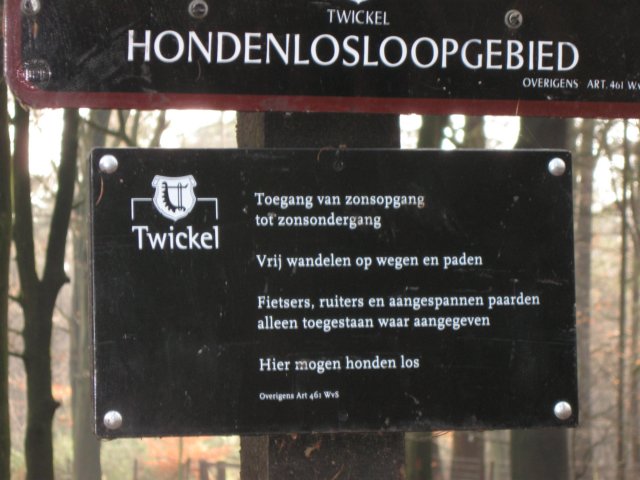 TWICKEL
HONDENLOSLOOPGEBIED
OVERIGENS ART. 461 WvS
Twickel
Toegang van zonsopgang
tot zonsondergang
Vrij wandelen op wegen en paden
Fietsers, ruiters en aangespannen paarden
alleen toegestaan waar aangegeven
Hier mogen honden los
Overigens Art 461 WvS